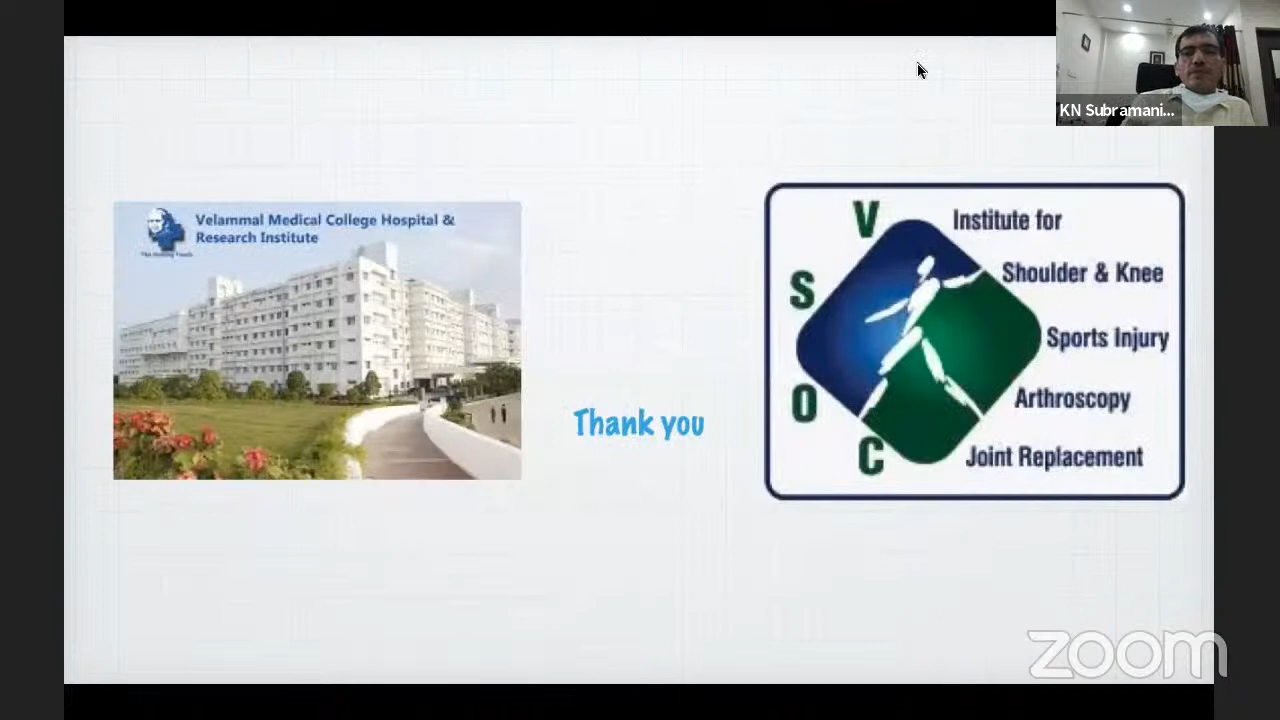 KN Subramani...
Velammal Medical College Hospital &
Research Institute
Thank you
V
S
O
C
Institute for
Shoulder & Knee
Sports Injury
Arthroscopy
Joint Replacement
zoom